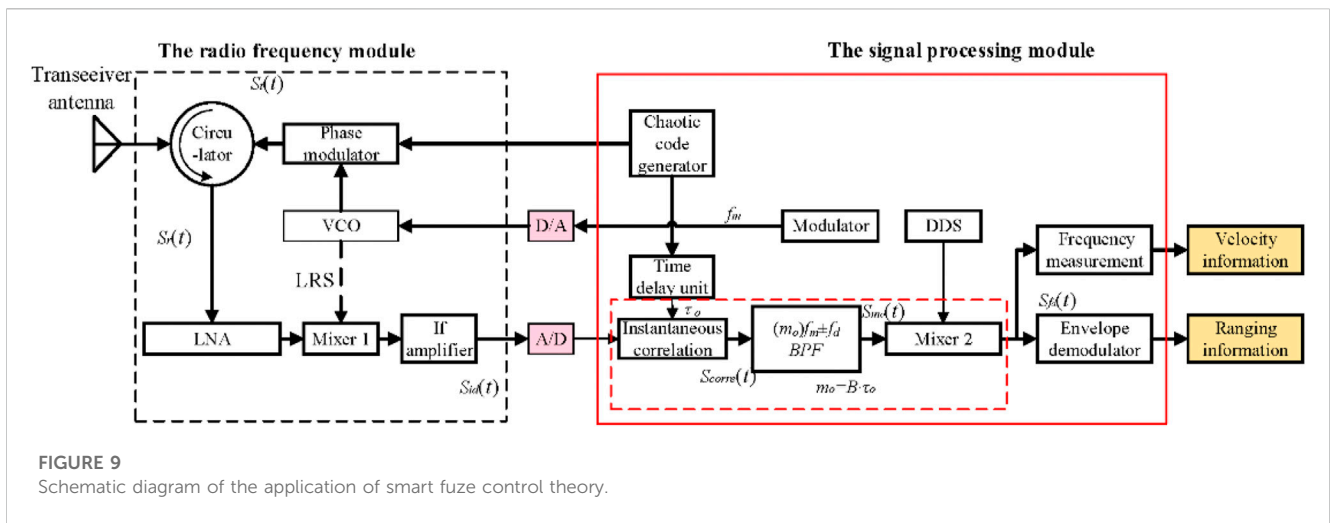 The radio frequency module
The signal processing module
Transeeiver
antenna
St(t)
Circu
-lator
Phase
modulator
Chaotic
code
generator
Sr(t)
VCO
D/A
fm
Modulator
DDS
Frequency
measurement
Velocity
information
LRS
Time
delay unit
τo
LNA
Mixer 1
If
amplifier
A/D
Instantaneous
correlation
(mo)fm±fd
BPF
Smo(t)
Mixer 2
Envelope
demodulator
Ranging
information
Sid(t)
Scorre(t)
mo=B·τo
FIGURE 9
Schematic diagram of the application of smart fuze control theory.